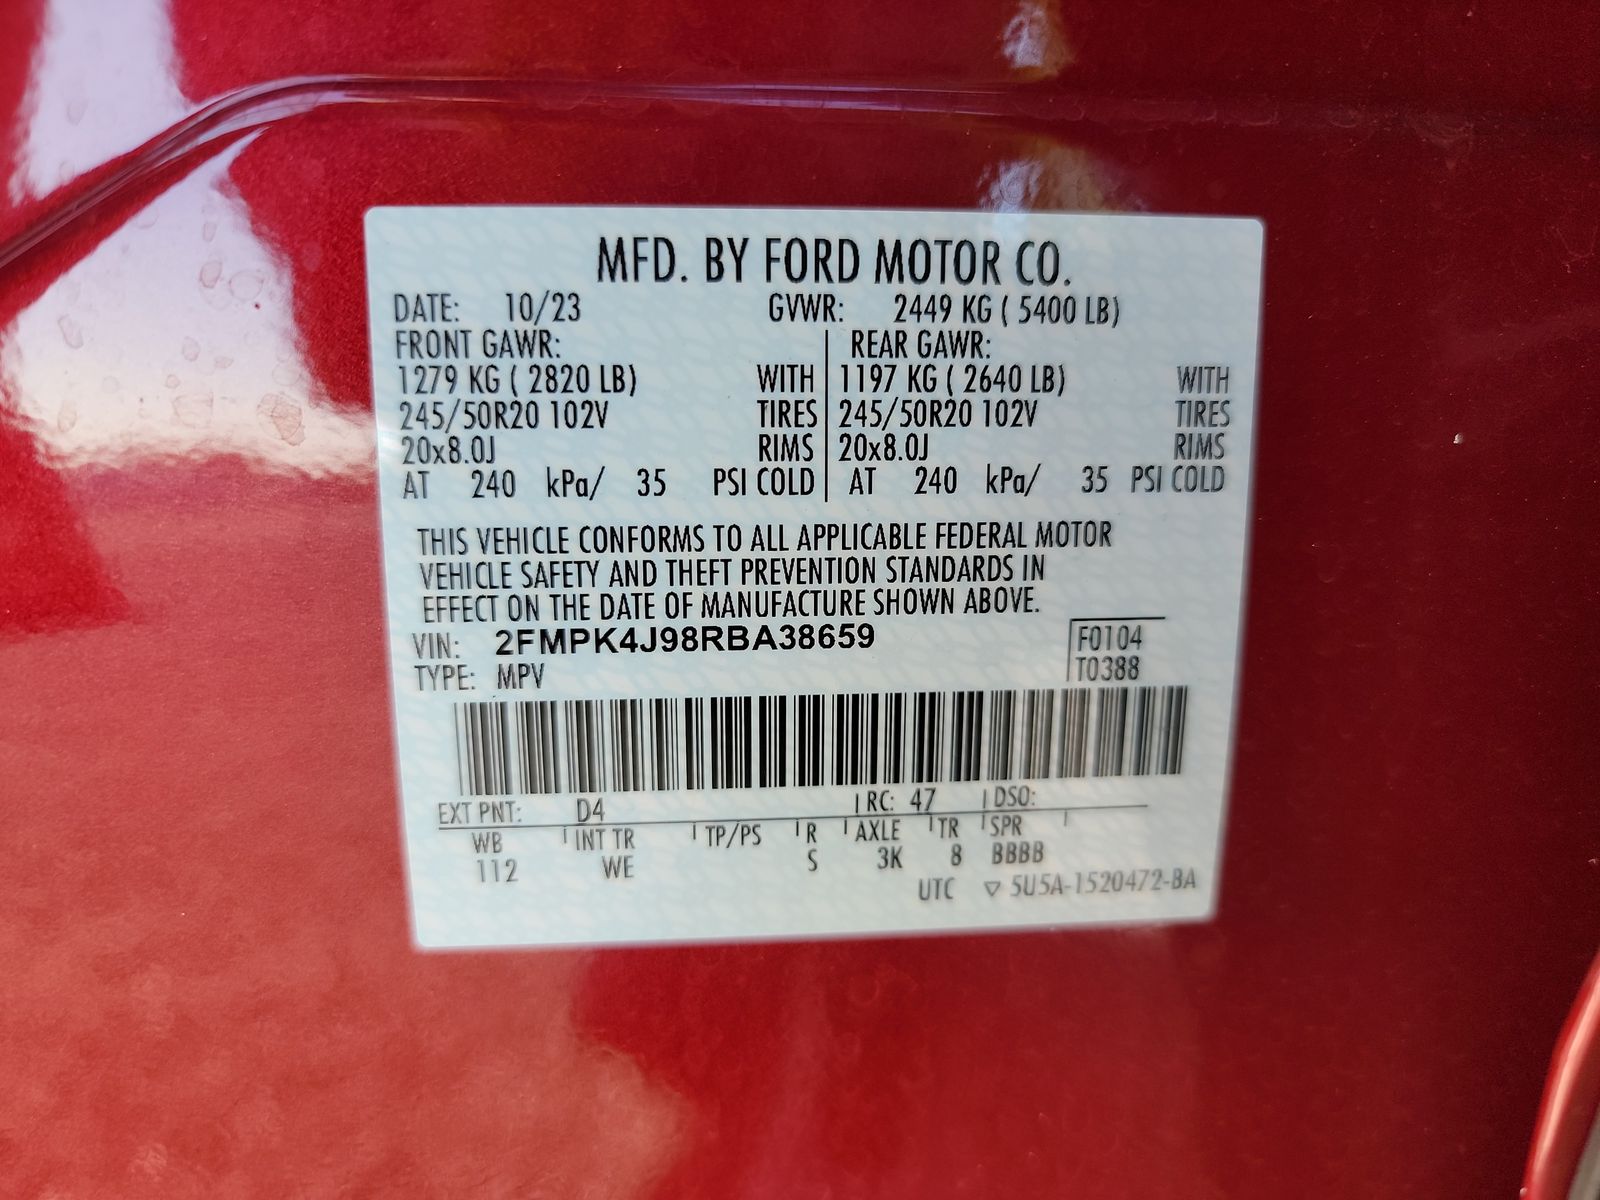 MFD. BY FORD MOTOR CO.
DATE: 10/23 GVWR: 2449 KG ( 5400 LB)
FRONT GAWR: REAR GAWR:
1279 KG ( 2820 LB) WITH 1197 KG ( 2640 LB) WITH
245/50R20 102V TIRES 245/50R20 102V TIRES
20x8.0J RIMS 20x8.0J RIMS
AT 240 kPa/ 35 PSI COLD AT 240 kPa/ 35 PSI COLD
THIS VEHICLE CONFORMS TO ALL APPLICABLE FEDERAL MOTOR
VEHICLE SAFETY AND THEFT PREVENTION STANDARDS IN
EFFECT ON THE DATE OF MANUFACTURE SHOWN ABOVE.
VIN: 2FMPK4J98RBA38659 F0104
TYPE: MPV T0388
EXT PNT: D4 RC: 47 DSO:
WB INT TR TP/PS R AXLE TR SPR
112 WE S 3K 8 BBBB
UTC ▽ 5U5A-1520472-BA